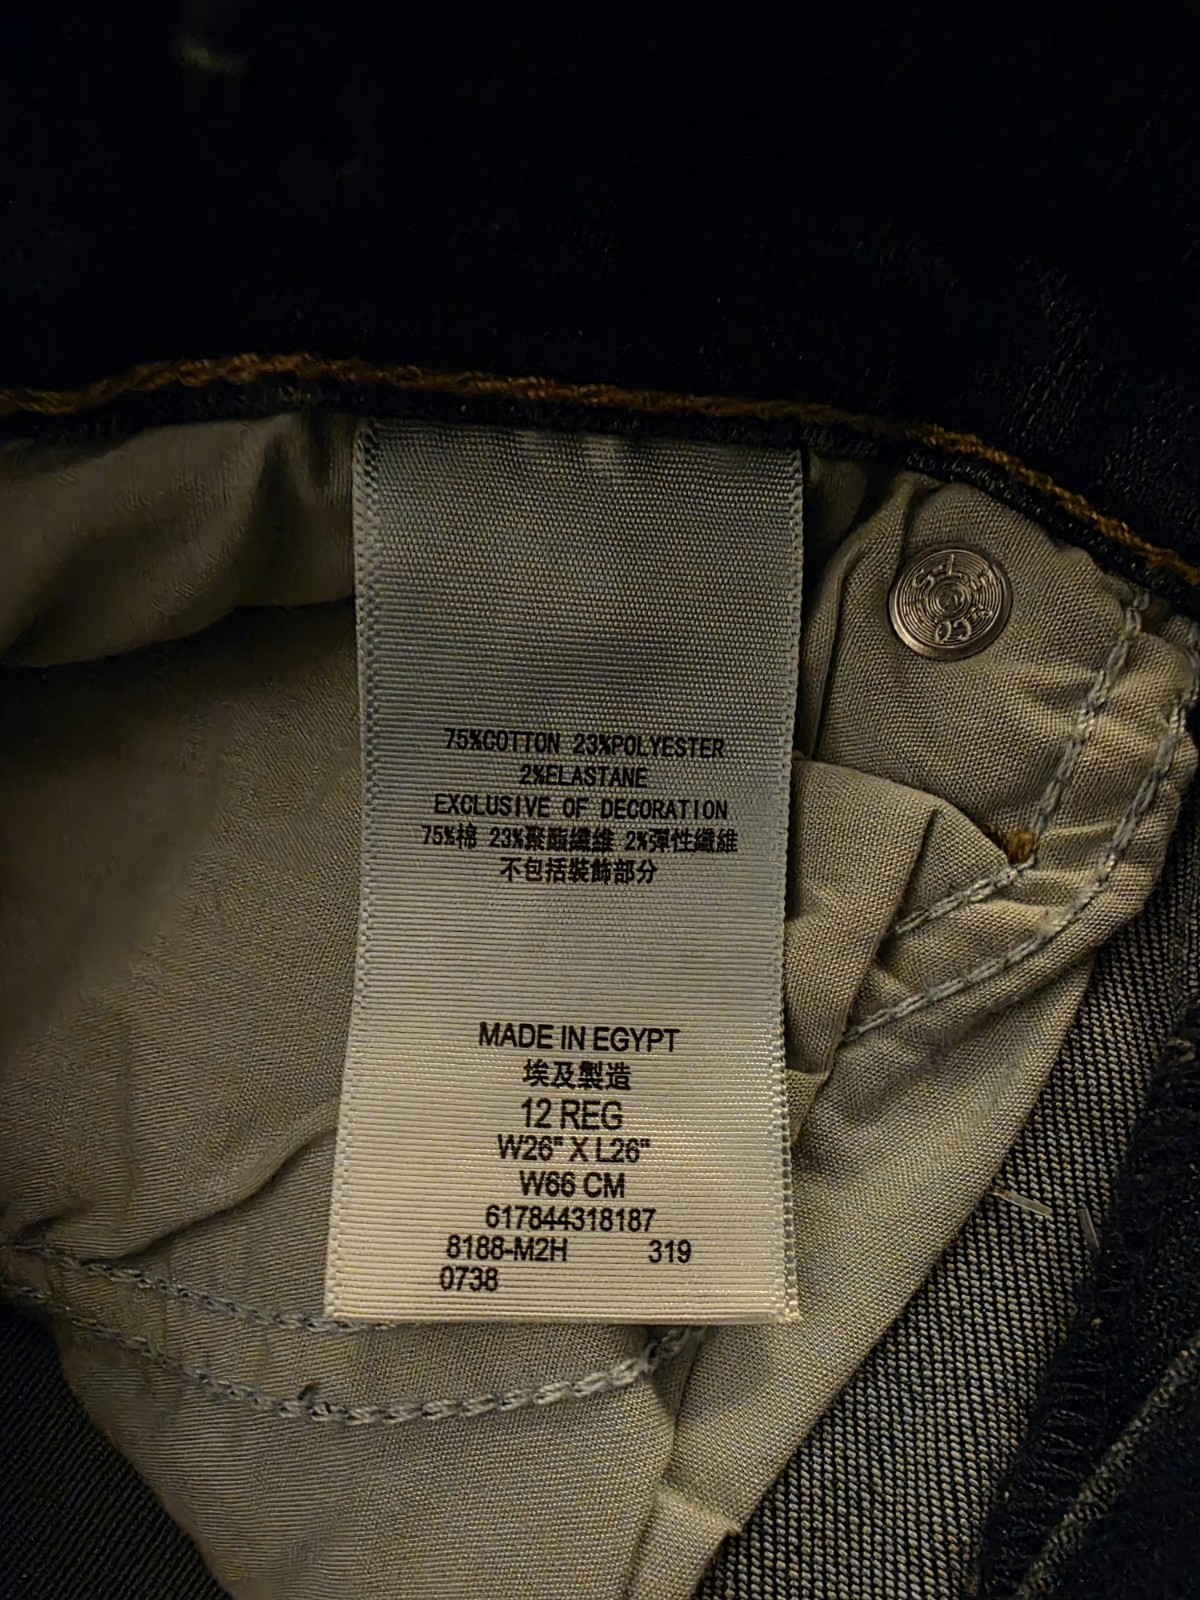 75%COTTON 23%POLYESTER
2%ELASTANE
EXCLUSIVE OF DECORATION
75%棉 23%聚酯纖維 2%彈性纖維
不包括裝飾部分
MADE IN EGYPT
埃及製造
12 REG
W26" X L26"
W66 CM
617844318187
8188-M2H 319
0738